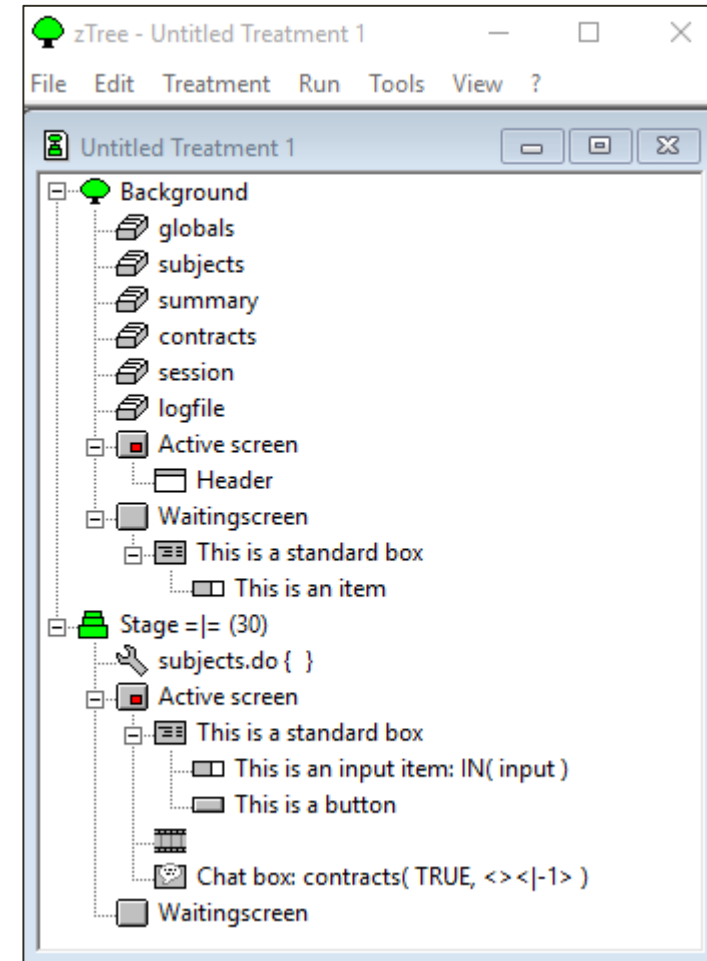 zTree - Untitled Treatment 1
File Edit Treatment Run Tools View ?
Untitled Treatment 1
Background
globals
subjects
summary
contracts
session
logfile
Active screen
Header
Waitingscreen
This is a standard box
This is an item
Stage =|= (30)
subjects.do { }
Active screen
This is a standard box
This is an input item: IN( input )
This is a button
Chat box: contracts( TRUE, <><|-1> )
Waitingscreen